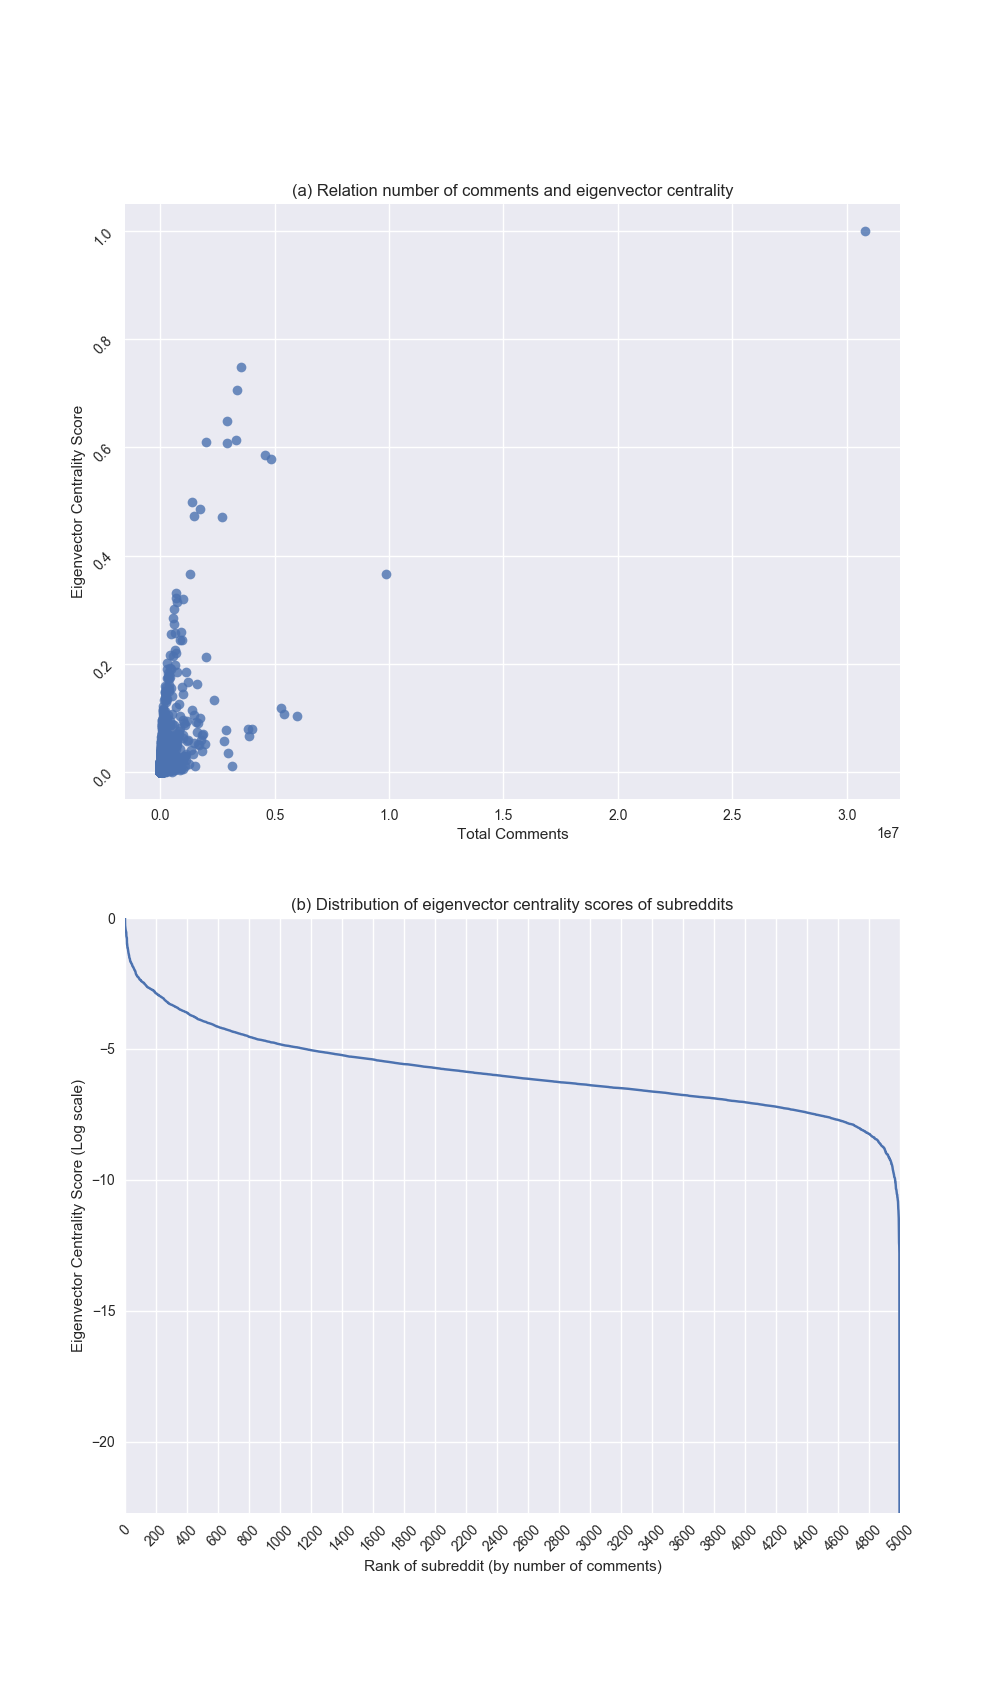 (a) Relation number of comments and eigenvector centrality
1.0
0.8
0.6
0.4
0.2
0.0
Eigenvector Centrality Score
0.0 0.5 1.0 1.5 2.0 2.5 3.0
1e7
Total Comments
(b) Distribution of eigenvector centrality scores of subreddits
0
−5
−10
−15
−20
Eigenvector Centrality Score (Log scale)
0 200 400 600 800 1000 1200 1400 1600 1800 2000 2200 2400 2600 2800 3000 3200 3400 3600 3800 4000 4200 4400 4600 4800 5000
Rank of subreddit (by number of comments)